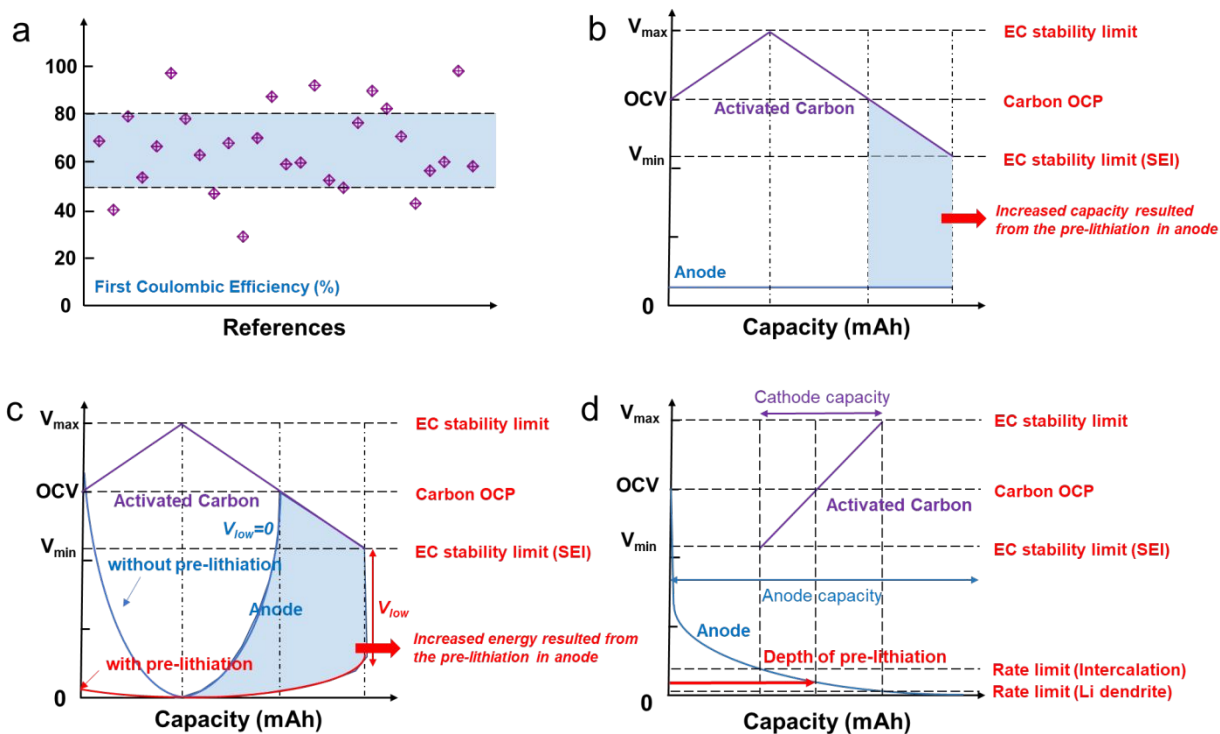 a
100
80
60
40
20
0
First Coulombic Efficiency (%)
References
b
Vmax
OCV
Vmin
0
Activated Carbon
Anode
EC stability limit
Carbon OCP
EC stability limit (SEI)
Increased capacity resulted
from the pre-lithiation in anode
Capacity (mAh)
c
Vmax
OCV
Vmin
0
Activated Carbon
Vlow=0
without pre-lithiation
Anode
with pre-lithiation
Vlow
EC stability limit
Carbon OCP
EC stability limit (SEI)
Increased energy resulted from
the pre-lithiation in anode
Capacity (mAh)
d
Vmax
OCV
Vmin
0
Cathode capacity
Activated Carbon
Anode capacity
Anode
Depth of pre-lithiation
EC stability limit
Carbon OCP
EC stability limit (SEI)
Rate limit (Intercalation)
Rate limit (Li dendrite)
Capacity (mAh)